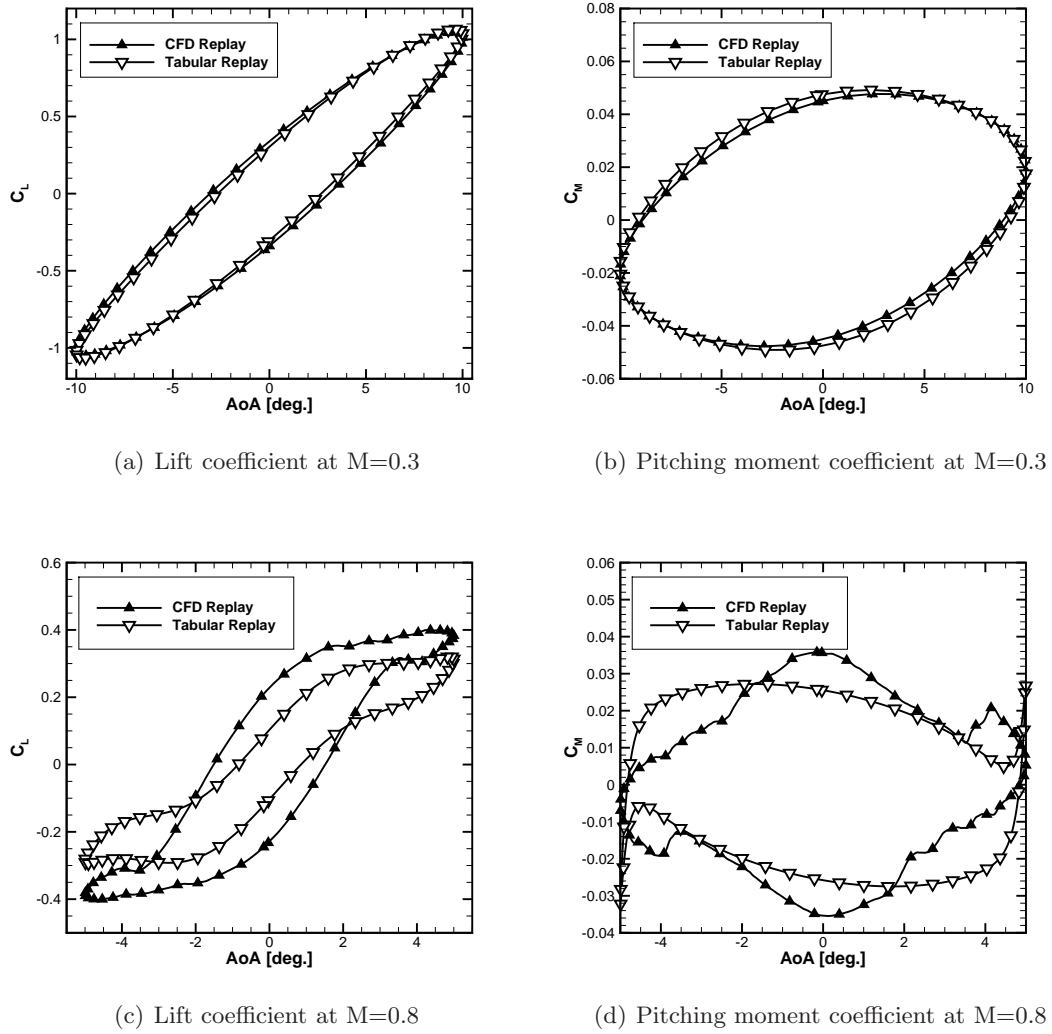 CFD Replay
Tabular Replay
C_L
1
0.5
0
-0.5
-1
-10
-5
0
5
10
AoA [deg.]
(a) Lift coefficient at M=0.3
CFD Replay
Tabular Replay
C_M
0.08
0.06
0.04
0.02
0
-0.02
-0.04
-0.06
-5
0
5
10
AoA [deg.]
(b) Pitching moment coefficient at M=0.3
CFD Replay
Tabular Replay
C_L
0.6
0.4
0.2
0
-0.2
-0.4
-4
-2
0
2
4
AoA [deg.]
(c) Lift coefficient at M=0.8
CFD Replay
Tabular Replay
C_M
0.06
0.06
0.04
0.03
0.02
0.01
0
-0.01
-0.01
-0.03
-0.04
-4
-2
0
2
4
AoA [deg.]
(d) Pitching moment coefficient at M=0.8